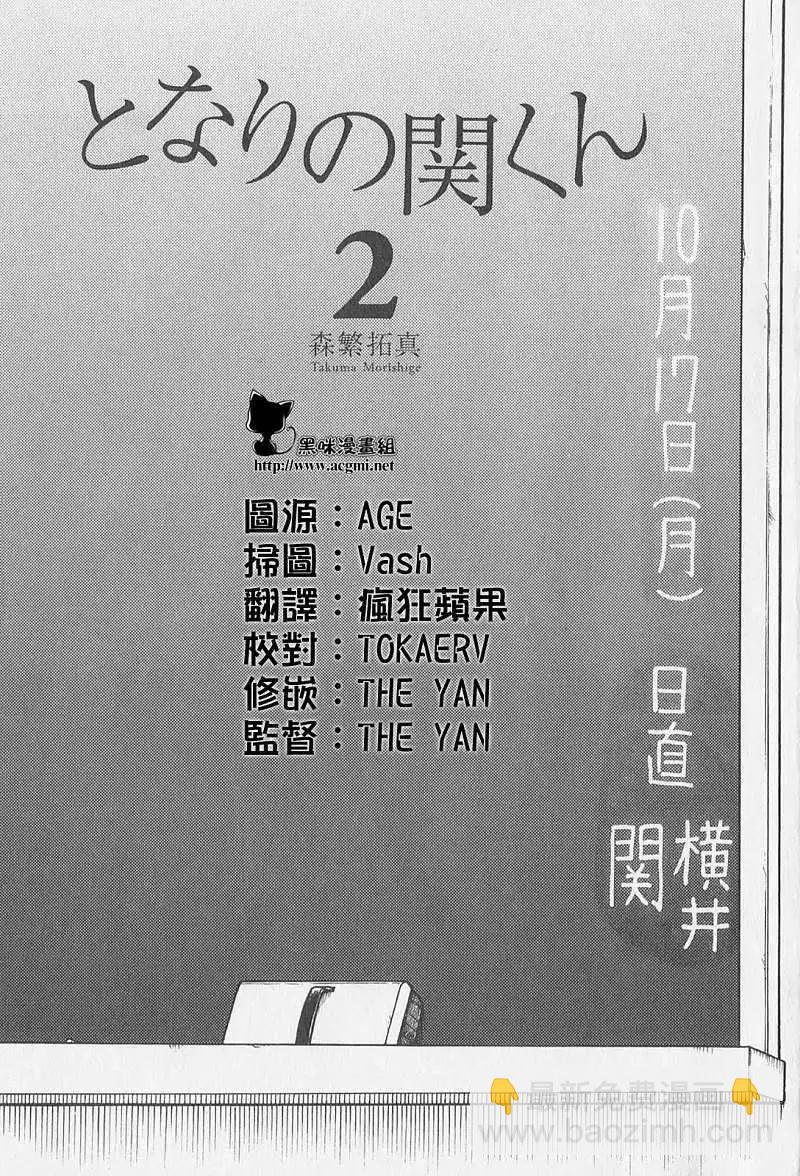 となりの関くん
2
森繁拓真
Takuma Morishige
黑咪漫畫組
http://www.acgmi.net
圖源：AGE
掃圖：Vash
翻譯：瘋狂蘋果
校對：TOKAERV
修嵌：THE YAN
監督：THE YAN
10月17日(月) 日直
横井
関
最新免费漫画
www.baozimh.com